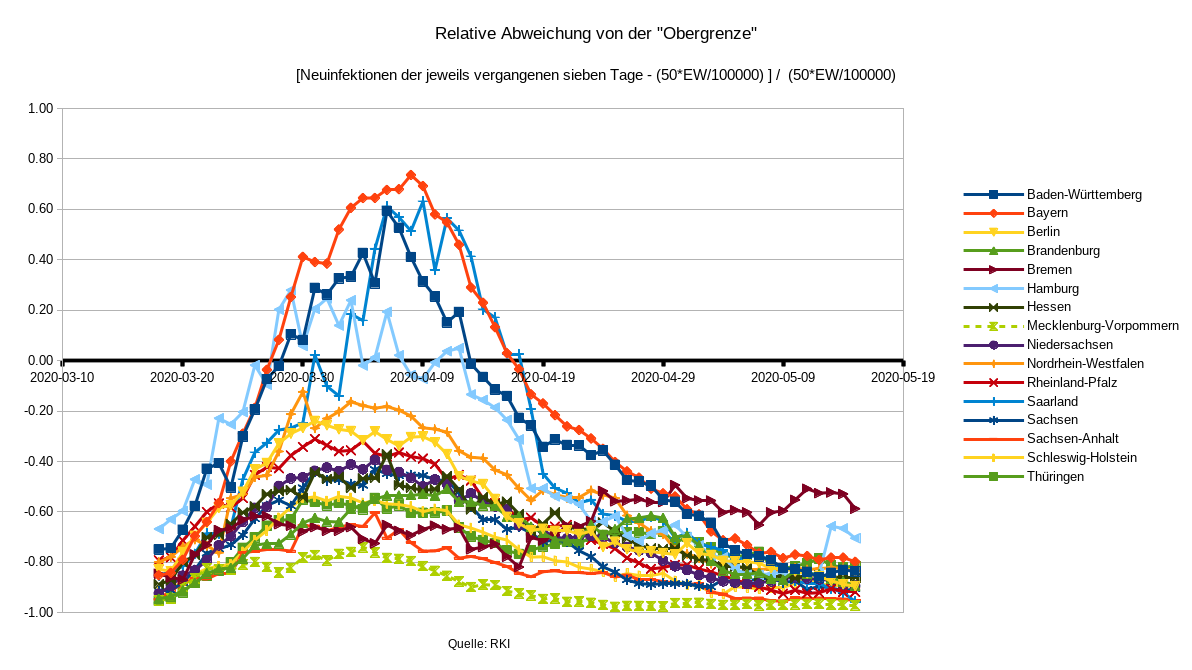 Relative Abweichung von der "Obergrenze"
[Neuinfektionen der jeweils vergangenen sieben Tage - (50*EW/100000) ] /  (50*EW/100000)
1.00
0.80
0.60
0.40
0.20
0.00
-0.20
-0.40
-0.60
-0.80
-1.00
2020-03-10
2020-03-20
2020-03-30
2020-04-09
2020-04-19
2020-04-29
2020-05-09
2020-05-19
Baden-Württemberg
Bayern
Berlin
Brandenburg
Bremen
Hamburg
Hessen
Mecklenburg-Vorpommern
Niedersachsen
Nordrhein-Westfalen
Rheinland-Pfalz
Saarland
Sachsen
Sachsen-Anhalt
Schleswig-Holstein
Thüringen
Quelle: RKI